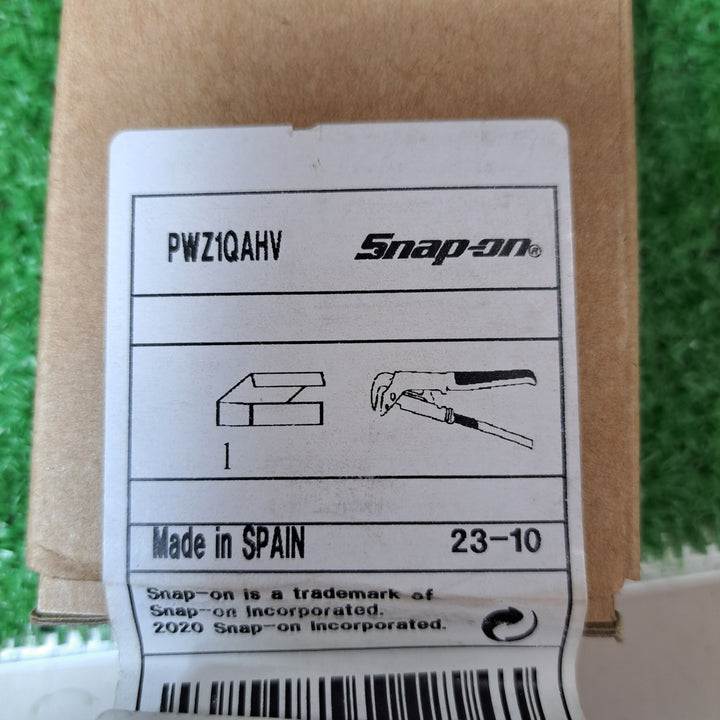 PWZ1QAHV Snap-on®
1
Made in SPAIN 23-10
Snap-on is a trademark of
Snap-on Incorporated.
2020 Snap-on Incorporated.